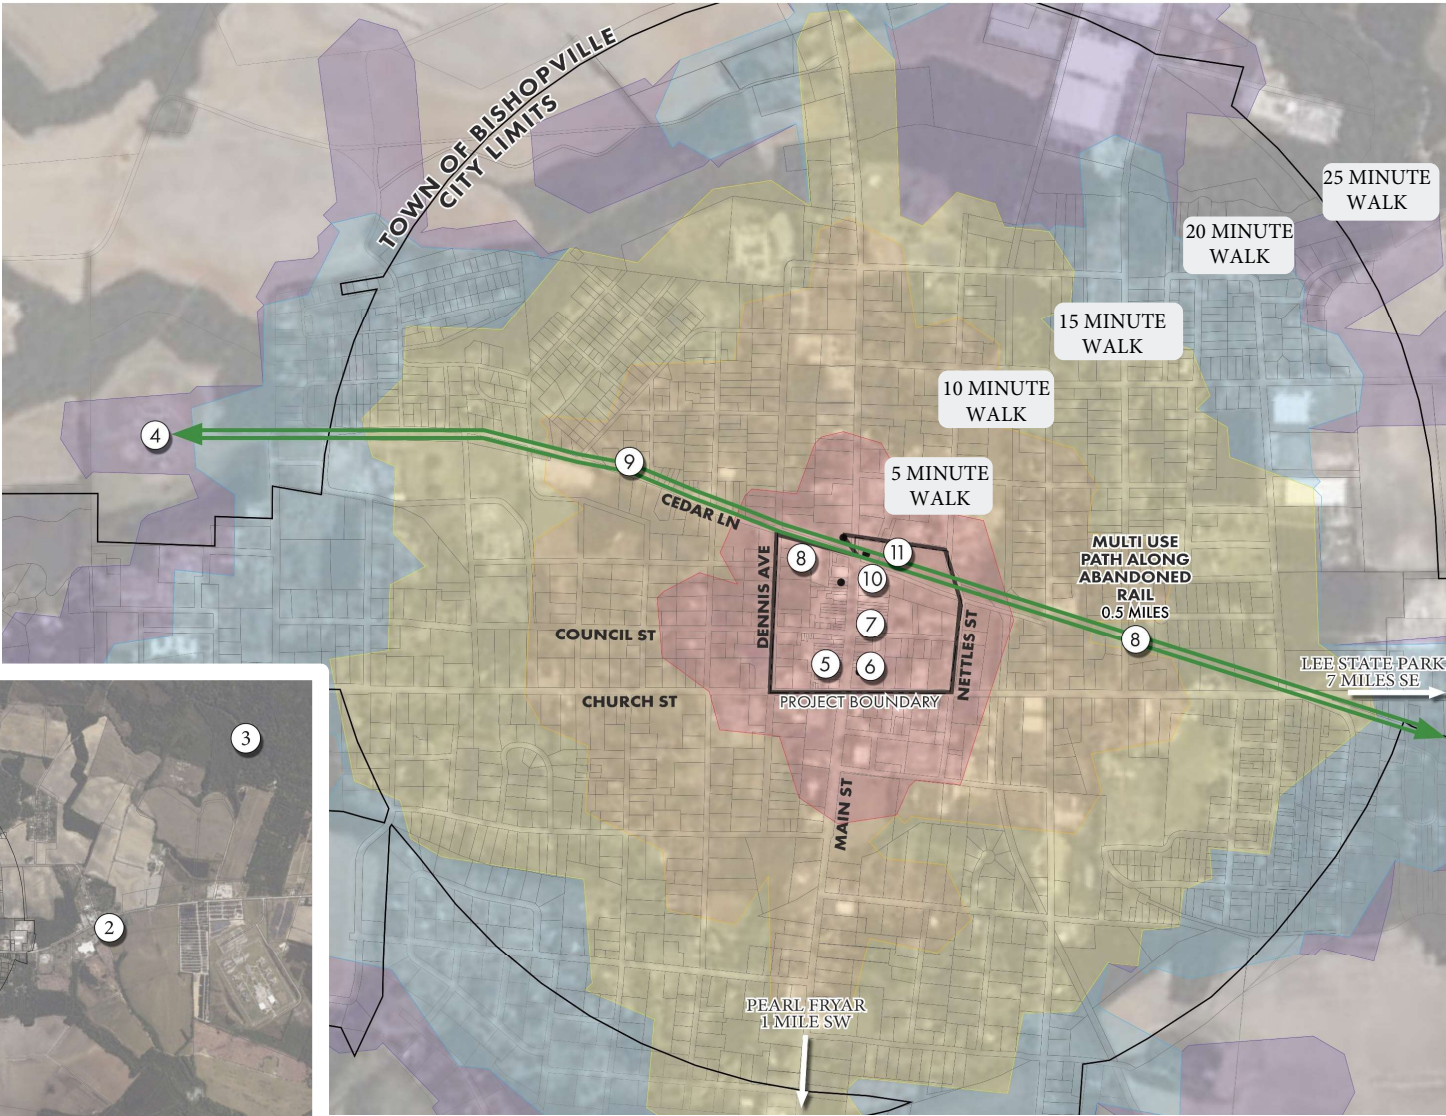 TOWN OF BISHOPVILLE
CITY LIMITS
25 MINUTE
WALK
20 MINUTE
WALK
15 MINUTE
WALK
10 MINUTE
WALK
5 MINUTE
WALK
4
9
CEDAR LN
DENNIS AVE
8
11
10
7
5
6
NETTLES ST
PROJECT BOUNDARY
COUNCIL ST
CHURCH ST
MAIN ST
MULTI USE
PATH ALONG
ABANDONED
RAIL
0.5 MILES
8
LEE STATE PARK
7 MILES SE
3
2
PEARL FRYAR
1 MILE SW